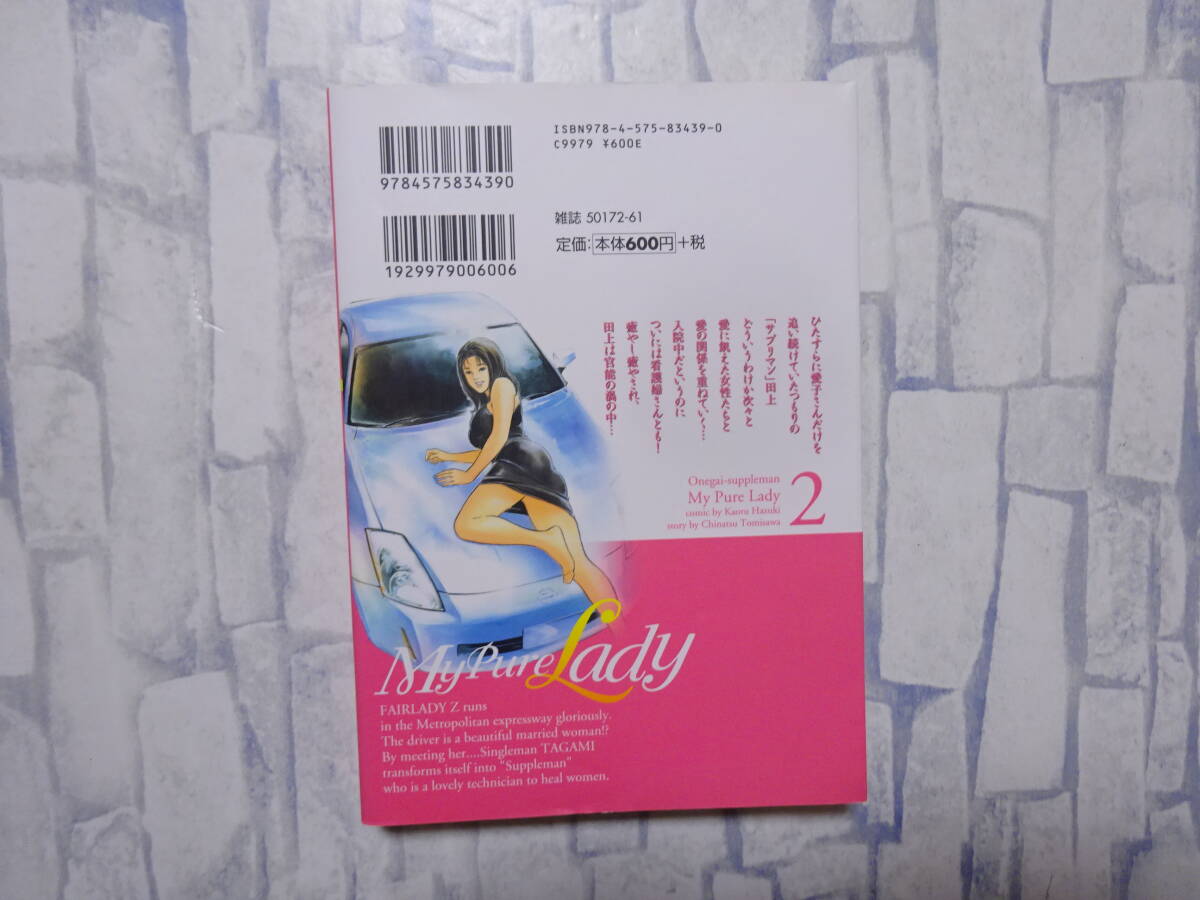 ISBN978-4-575-83439-0
C9979 ¥600E
9784575834390
雑誌 50172-61
定価:本体600円+税
1929979006006
ひたすらに愛子さんだけを
追い続けていたつもりの
「サプリマン」田上
どういうわけか次々と
愛に飢えた女性たちと
愛の関係を重ねていく…
入院中だというのに
ついには看護婦さんとも!
癒やし癒やされ、
田上は官能の渦の中…
Onegai-suppleman
My Pure Lady
comic by Kaoru Hazuki
story by Chinatsu Tomisawa
2
My Pure Lady
FAIRLADY Z runs
in the Metropolitan expressway gloriously.
The driver is a beautiful married woman!?
By meeting her....Singleman TAGAMI
transforms itself into "Suppleman"
who is a lovely technician to heal women.